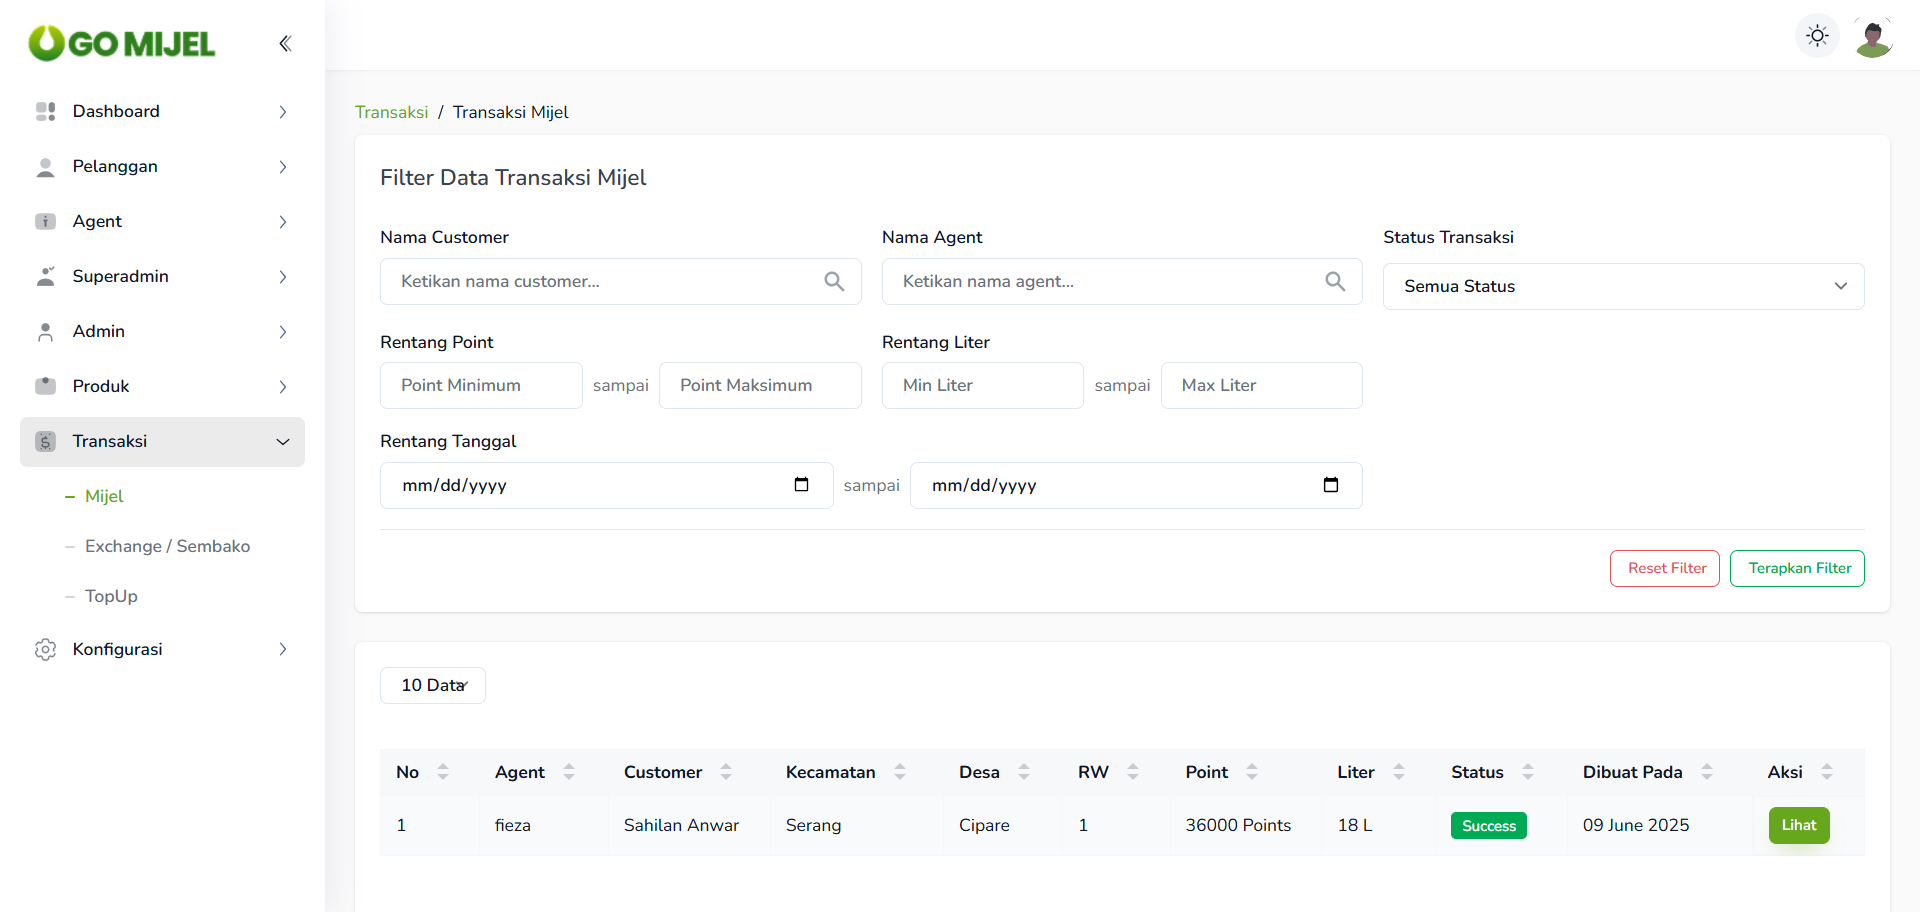 GO MIJEL
Dashboard
Pelanggan
Agent
Superadmin
Admin
Produk
Transaksi
Mijel
Exchange / Sembako
TopUp
Konfigurasi
Transaksi / Transaksi Mijel
Filter Data Transaksi Mijel
Nama Customer Nama Agent Status Transaksi
Ketikan nama customer... Ketikan nama agent... Semua Status
Rentang Point Rentang Liter
Point Minimum sampai Point Maksimum Min Liter sampai Max Liter
Rentang Tanggal
mm/dd/yyyy sampai mm/dd/yyyy
Reset Filter Terapkan Filter
10 Data
No Agent Customer Kecamatan Desa RW Point Liter Status Dibuat Pada Aksi
1 fieza Sahilan Anwar Serang Cipare 1 36000 Points 18 L Success 09 June 2025 Lihat